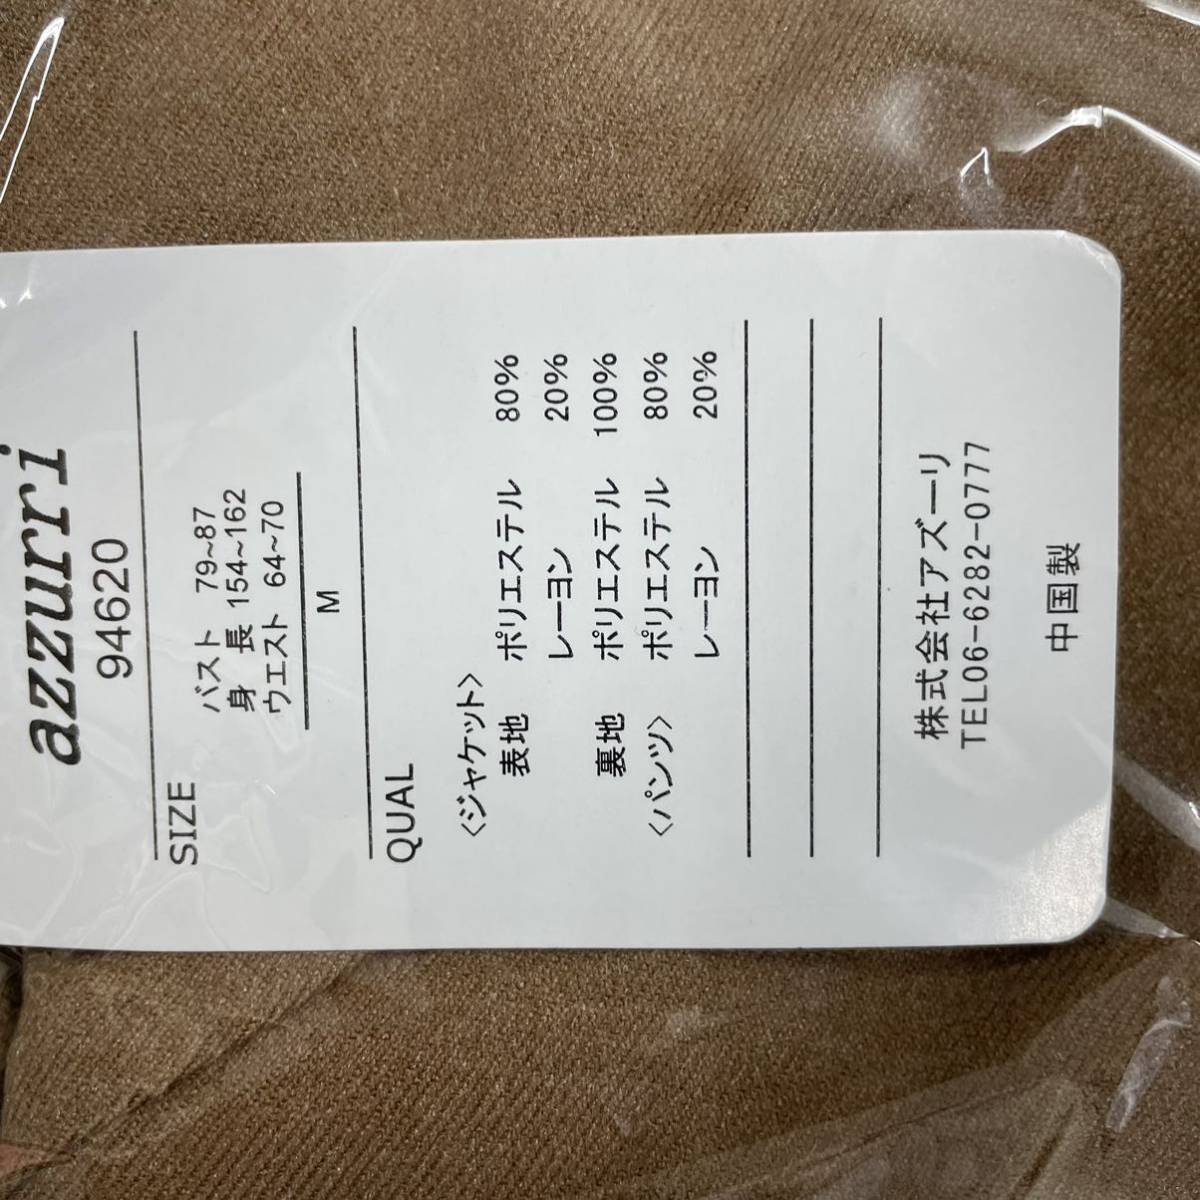 azzurri
94620
SIZE
バスト 79~87
身 長 154~162
ウエスト 64~70
M
QUAL
<ジャケット>
表地 ポリエステル 80%
レーヨン 20%
裏地 ポリエステル 100%
<パンツ> ポリエステル 80%
レーヨン 20%
株式会社アズーリ
TEL06-6282-0777
中国製